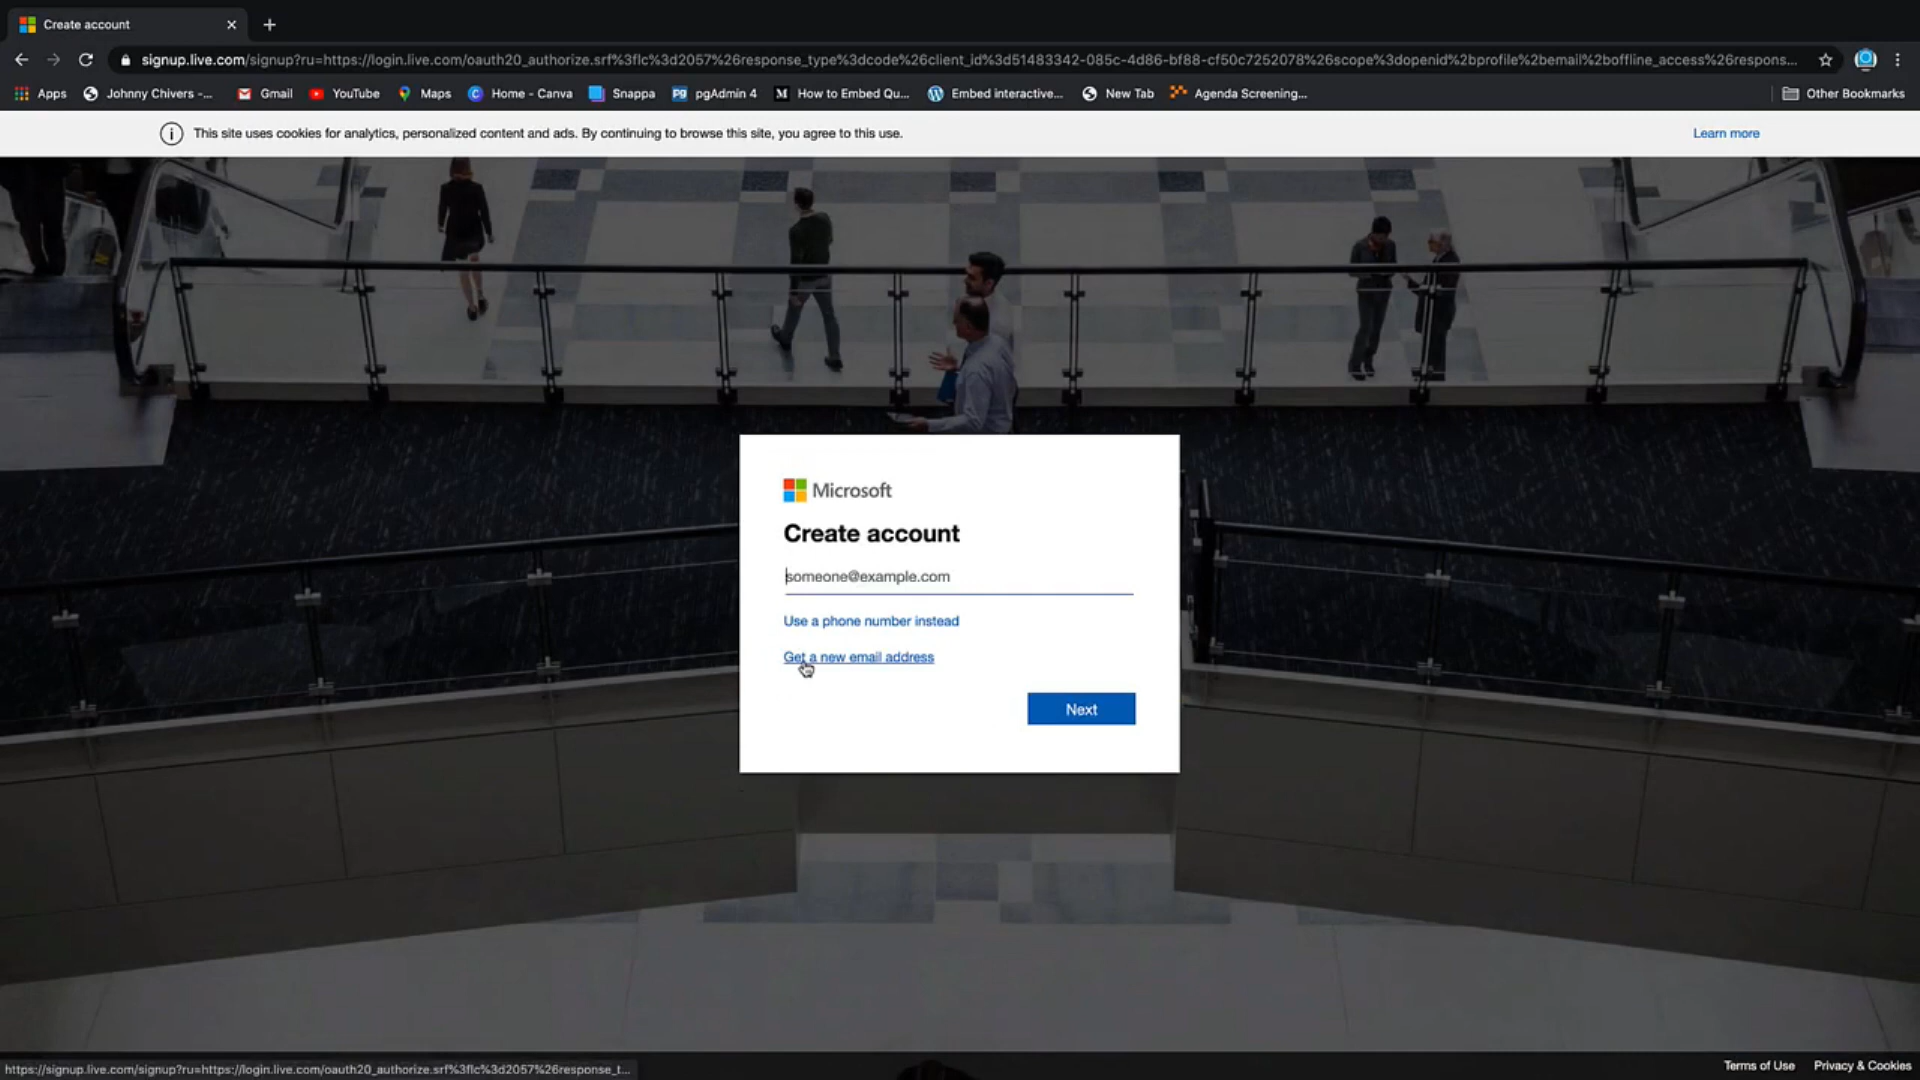 Create account
signup.live.com/signup?ru=https://login.live.com/oauth20_authorize.srf%3flc%3d2057%26response_type%3dcode%26client_id%3d51483342-085c-4d86-bf88-cf50c7252078%26scope%3dopenid%2bprofile%2bemail%2boffline_access%26respons...
Apps Johnny Chivers -... Gmail YouTube Maps Home - Canva Snappa pgAdmin 4 How to Embed Qu... Embed interactive... New Tab Agenda Screening... Other Bookmarks
This site uses cookies for analytics, personalized content and ads. By continuing to browse this site, you agree to this use. Learn more
Microsoft
Create account
someone@example.com
Use a phone number instead
Get a new email address
Next
https://signup.live.com/signup?ru=https://login.live.com/oauth20_authorize.srf%3flc%3d2057%26response_t...
Terms of Use Privacy & Cookies